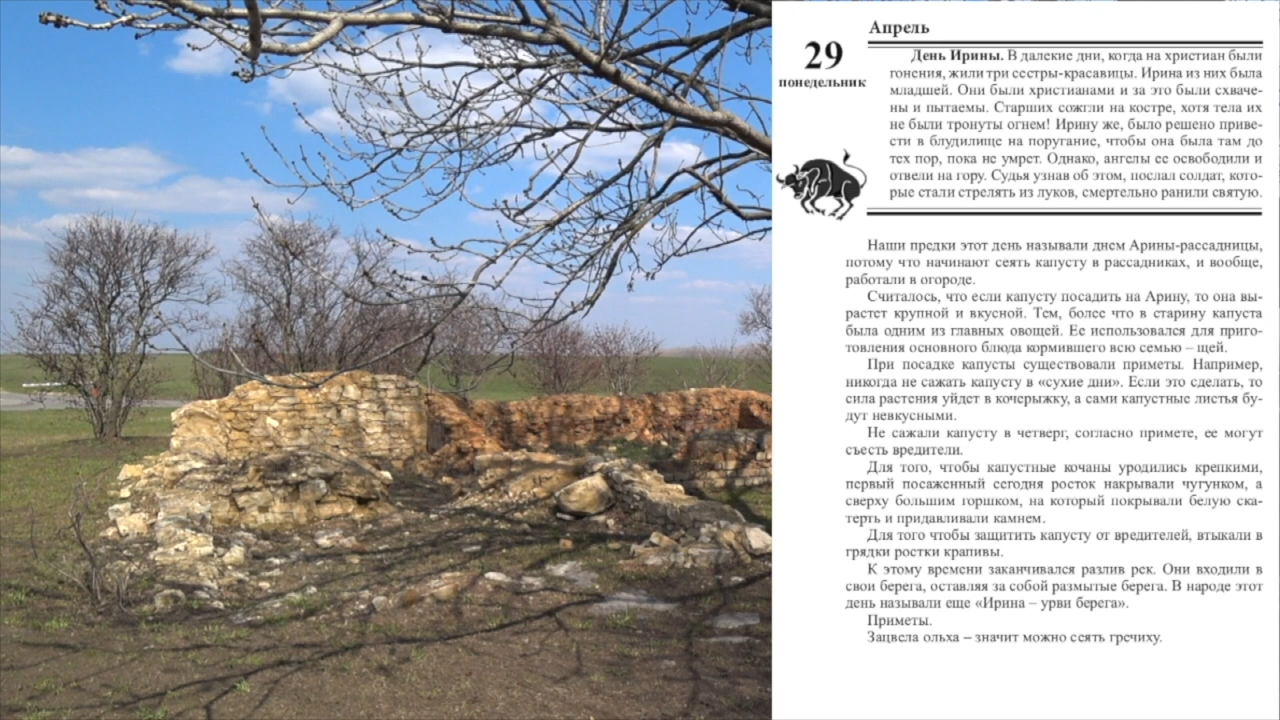 Апрель
29
понедельник
День Ирины. В далекие дни, когда на христиан были
гонения, жили три сестры-красавицы. Ирина из них была
младшей. Они были христианами и за это были схваче-
ны и пытаемы. Старших сожгли на костре, хотя тела их
не были тронуты огнем! Ирину же, было решено приве-
сти в блудилище на поругание, чтобы она была там до
тех пор, пока не умрет. Однако, ангелы ее освободили и
отвели на гору. Судья узнав об этом, послал солдат, кото-
рые стали стрелять из луков, смертельно ранили святую.
Наши предки этот день называли днем Арины-рассадницы,
потому что начинают сеять капусту в рассадниках, и вообще,
работали в огороде.
Считалось, что если капусту посадить на Арину, то она вы-
растет крупной и вкусной. Тем, более что в старину капуста
была одним из главных овощей. Ее использовался для приго-
товления основного блюда кормившего всю семью – щей.
При посадке капусты существовали приметы. Например,
никогда не сажать капусту в «сухие дни». Если это сделать, то
сила растения уйдет в кочерыжку, а сами капустные листья бу-
дут невкусными.
Не сажали капусту в четверг, согласно примете, ее могут
съесть вредители.
Для того, чтобы капустные кочаны уродились крепкими,
первый посаженный сегодня росток накрывали чугунком, а
сверху большим горшком, на который покрывали белую ска-
терть и придавливали камнем.
Для того чтобы защитить капусту от вредителей, втыкали в
грядки ростки крапивы.
К этому времени заканчивался разлив рек. Они входили в
свои берега, оставляя за собой размытые берега. В народе этот
день называли еще «Ирина – урви берега».
Приметы.
Зацвела ольха – значит можно сеять гречиху.